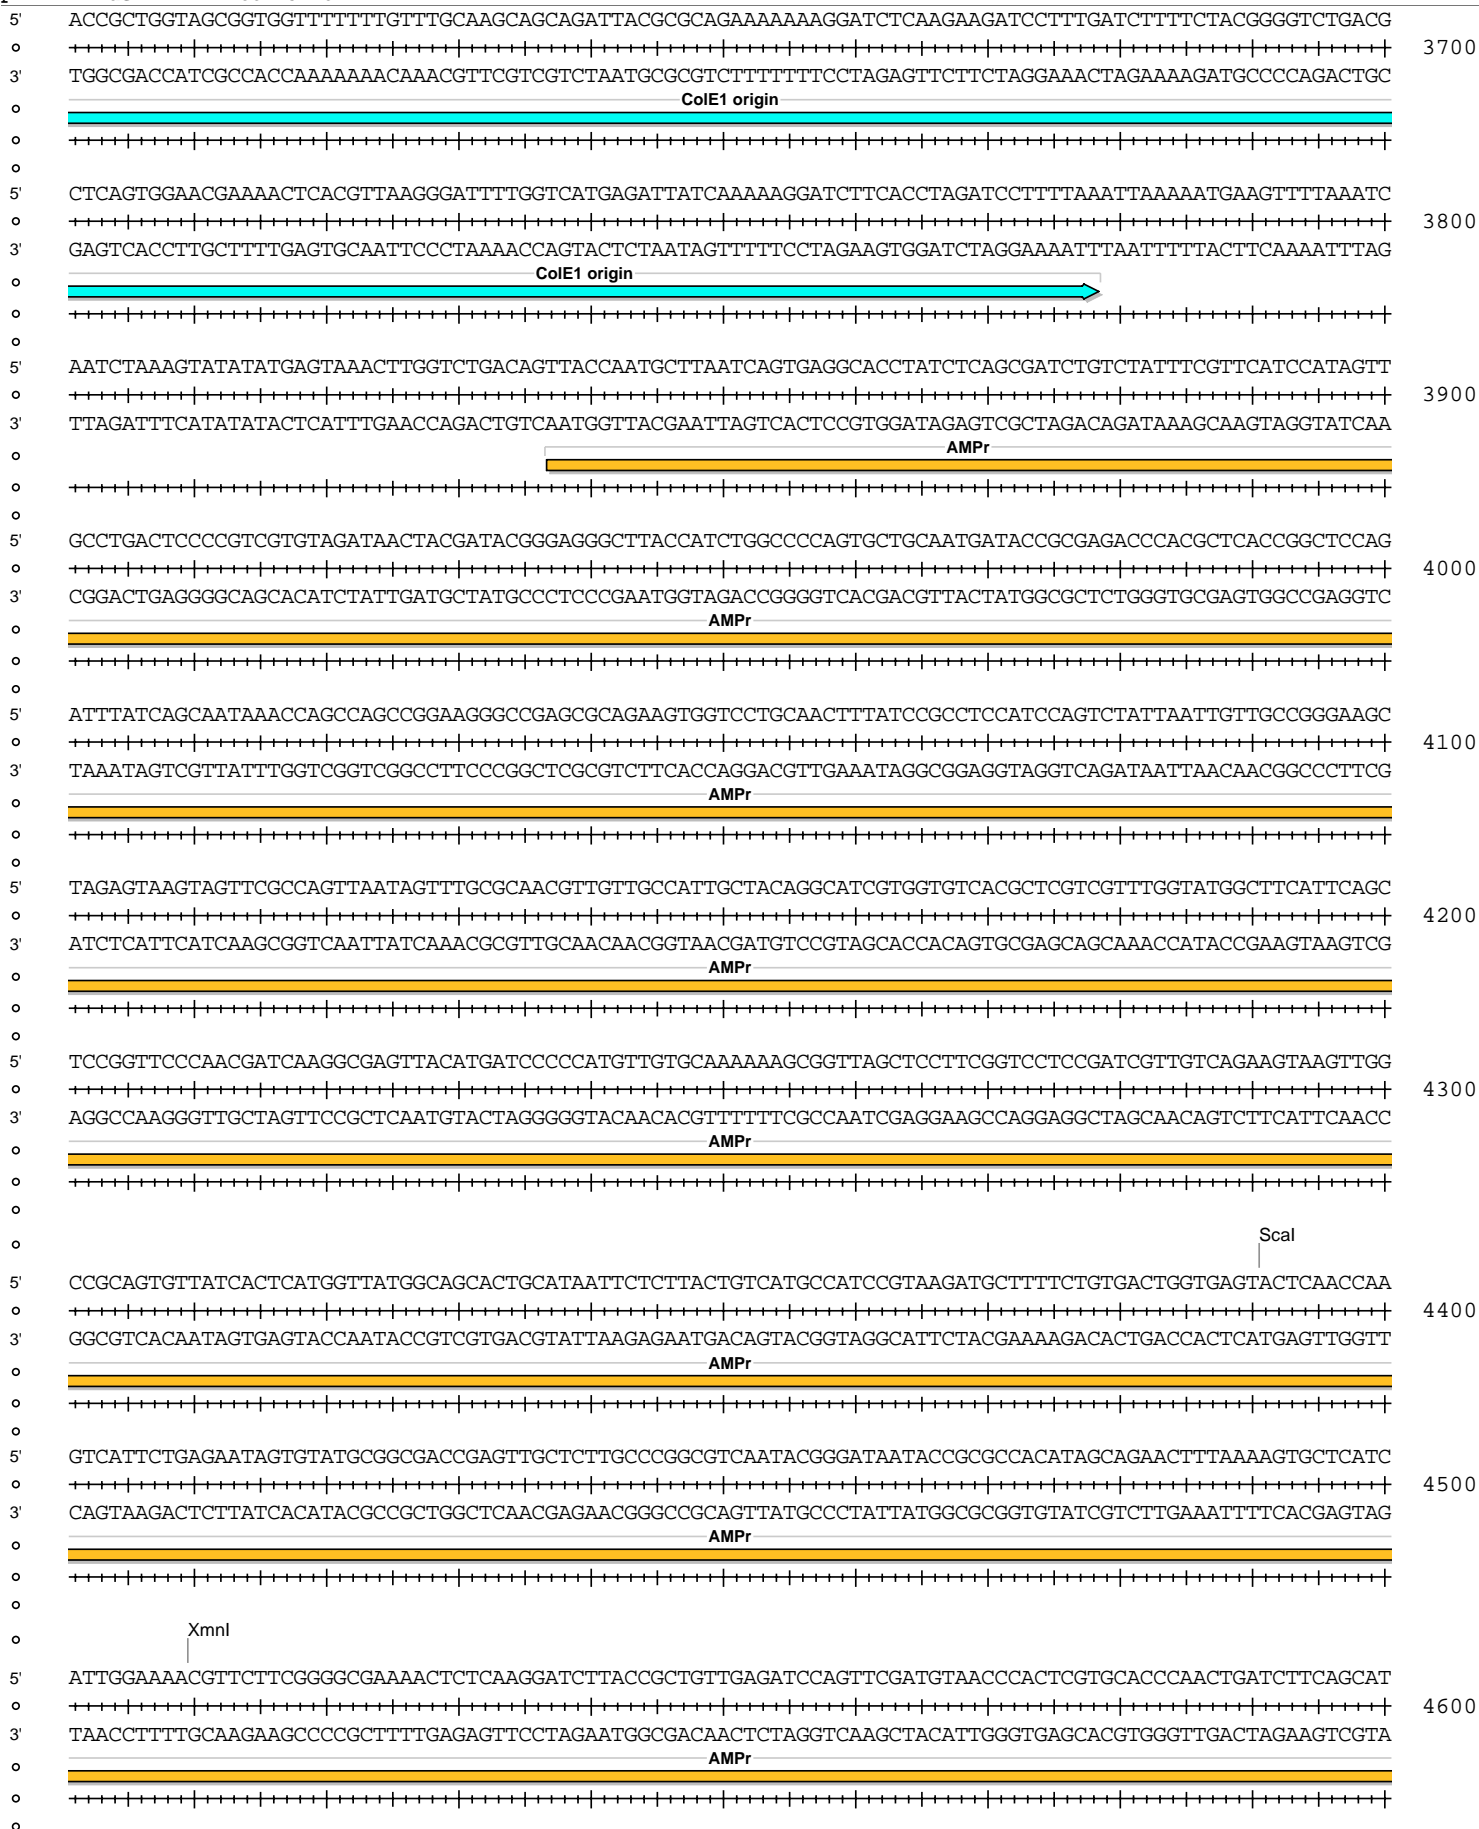 5' ACCGCTGGTAGCGGTGGTTTTTTTGTTTGCAAGCAGCAGATTACGCGCAGAAAAAAAGGATCTCAAGAAGATCCTTTGATCTTTTCTACGGGGTCTGACG
3700
3' TGGCGACCATCGCCACCAAAAAAACAAACGTTCGTCGTCTAATGCGCGTCTTTTTTTCCTAGAGTTCTTCTAGGAAACTAGAAAAGATGCCCCAGACTGC
ColE1 origin
5' CTCAGTGGAACGAAAACTCACGTTAAGGGATTTTGGTCATGAGATTATCAAAAAGGATCTTCACCTAGATCCTTTTAAATTAAAAATGAAGTTTTAAATC
3800
3' GAGTCACCTTGCTTTTGAGTGCAATTCCCTAAAACCAGTACTCTAATAGTTTTTCCTAGAAGTGGATCTAGGAAAATTTAATTTTTACTTCAAAATTTAG
ColE1 origin
5' AATCTAAAGTATATATGAGTAAACTTGGTCTGACAGTTACCAATGCTTAATCAGTGAGGCACCTATCTCAGCGATCTGTCTATTTCGTTCATCCATAGTT
3900
3' TTAGATTTCATATATACTCATTTGAACCAGACTGTCAATGGTTACGAATTAGTCACTCCGTGGATAGAGTCGCTAGACAGATAAAGCAAGTAGGTATCAA
AMPr
5' GCCTGACTCCCCGTCGTGTAGATAACTACGATACGGGAGGGCTTACCATCTGGCCCCAGTGCTGCAATGATACCGCGAGACCCACGCTCACCGGCTCCAG
4000
3' CGGACTGAGGGGCAGCACATCTATTGATGCTATGCCCTCCCGAATGGTAGACCGGGGTCACGACGTTACTATGGCGCTCTGGGTGCGAGTGGCCGAGGTC
AMPr
5' ATTTATCAGCAATAAACCAGCCAGCCGGAAGGGCCGAGCGCAGAAGTGGTCCTGCAACTTTATCCGCCTCCATCCAGTCTATTAATTGTTGCCGGGAAGC
4100
3' TAAATAGTCGTTATTTGGTCGGTCGGCCTTCCCGGCTCGCGTCTTCACCAGGACGTTGAAATAGGCGGAGGTAGGTCAGATAATTAACAACGGCCCTTCG
AMPr
5' TAGAGTAAGTAGTTCGCCAGTTAATAGTTTGCGCAACGTTGTTGCCATTGCTACAGGCATCGTGGTGTCACGCTCGTCGTTTGGTATGGCTTCATTCAGC
4200
3' ATCTCATTCATCAAGCGGTCAATTATCAAACGCGTTGCAACAACGGTAACGATGTCCGTAGCACCACAGTGCGAGCAGCAAACCATACCGAAGTAAGTCG
AMPr
5' TCCGGTTCCCAACGATCAAGGCGAGTTACATGATCCCCCATGTTGTGCAAAAAAGCGGTTAGCTCCTTCGGTCCTCCGATCGTTGTCAGAAGTAAGTTGG
4300
3' AGGCCAAGGGTTGCTAGTTCCGCTCAATGTACTAGGGGGTACAACACGTTTTTTCGCCAATCGAGGAAGCCAGGAGGCTAGCAACAGTCTTCATTCAACC
AMPr
ScaI
5' CCGCAGTGTTATCACTCATGGTTATGGCAGCACTGCATAATTCTCTTACTGTCATGCCATCCGTAAGATGCTTTTCTGTGACTGGTGAGTACTCAACCAA
4400
3' GGCGTCACAATAGTGAGTACCAATACCGTCGTGACGTATTAAGAGAATGACAGTACGGTAGGCATTCTACGAAAAGACACTGACCACTCATGAGTTGGTT
AMPr
5' GTCATTCTGAGAATAGTGTATGCGGCGACCGAGTTGCTCTTGCCCGGCGTCAATACGGGATAATACCGCGCCACATAGCAGAACTTTAAAAGTGCTCATC
4500
3' CAGTAAGACTCTTATCACATACGCCGCTGGCTCAACGAGAACGGGCCGCAGTTATGCCCTATTATGGCGCGGTGTATCGTCTTGAAATTTTCACGAGTAG
AMPr
XmnI
5' ATTGGAAAACGTTCTTCGGGGCGAAAACTCTCAAGGATCTTACCGCTGTTGAGATCCAGTTCGATGTAACCCACTCGTGCACCCAACTGATCTTCAGCAT
4600
3' TAACCTTTTGCAAGAAGCCCCGCTTTTGAGAGTTCCTAGAATGGCGACAACTCTAGGTCAAGCTACATTGGGTGAGCACGTGGGTTGACTAGAAGTCGTA
AMPr